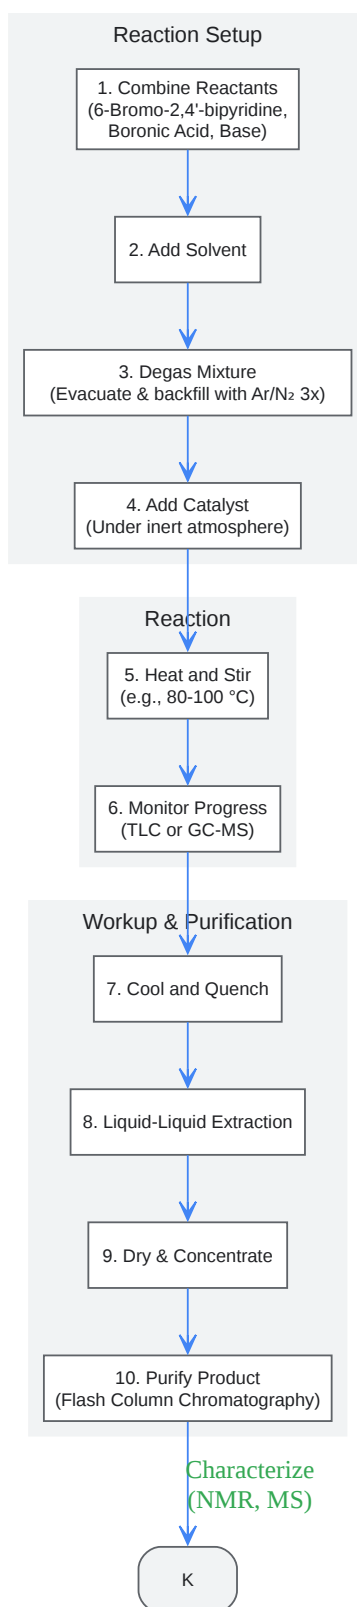 Reaction Setup
1. Combine Reactants
(6-Bromo-2,4'-bipyridine,
Boronic Acid, Base)
2. Add Solvent
3. Degas Mixture
(Evacuate & backfill with Ar/N₂ 3x)
4. Add Catalyst
(Under inert atmosphere)
Reaction
5. Heat and Stir
(e.g., 80-100 °C)
6. Monitor Progress
(TLC or GC-MS)
Workup & Purification
7. Cool and Quench
8. Liquid-Liquid Extraction
9. Dry & Concentrate
10. Purify Product
(Flash Column Chromatography)
Characterize
(NMR, MS)
K